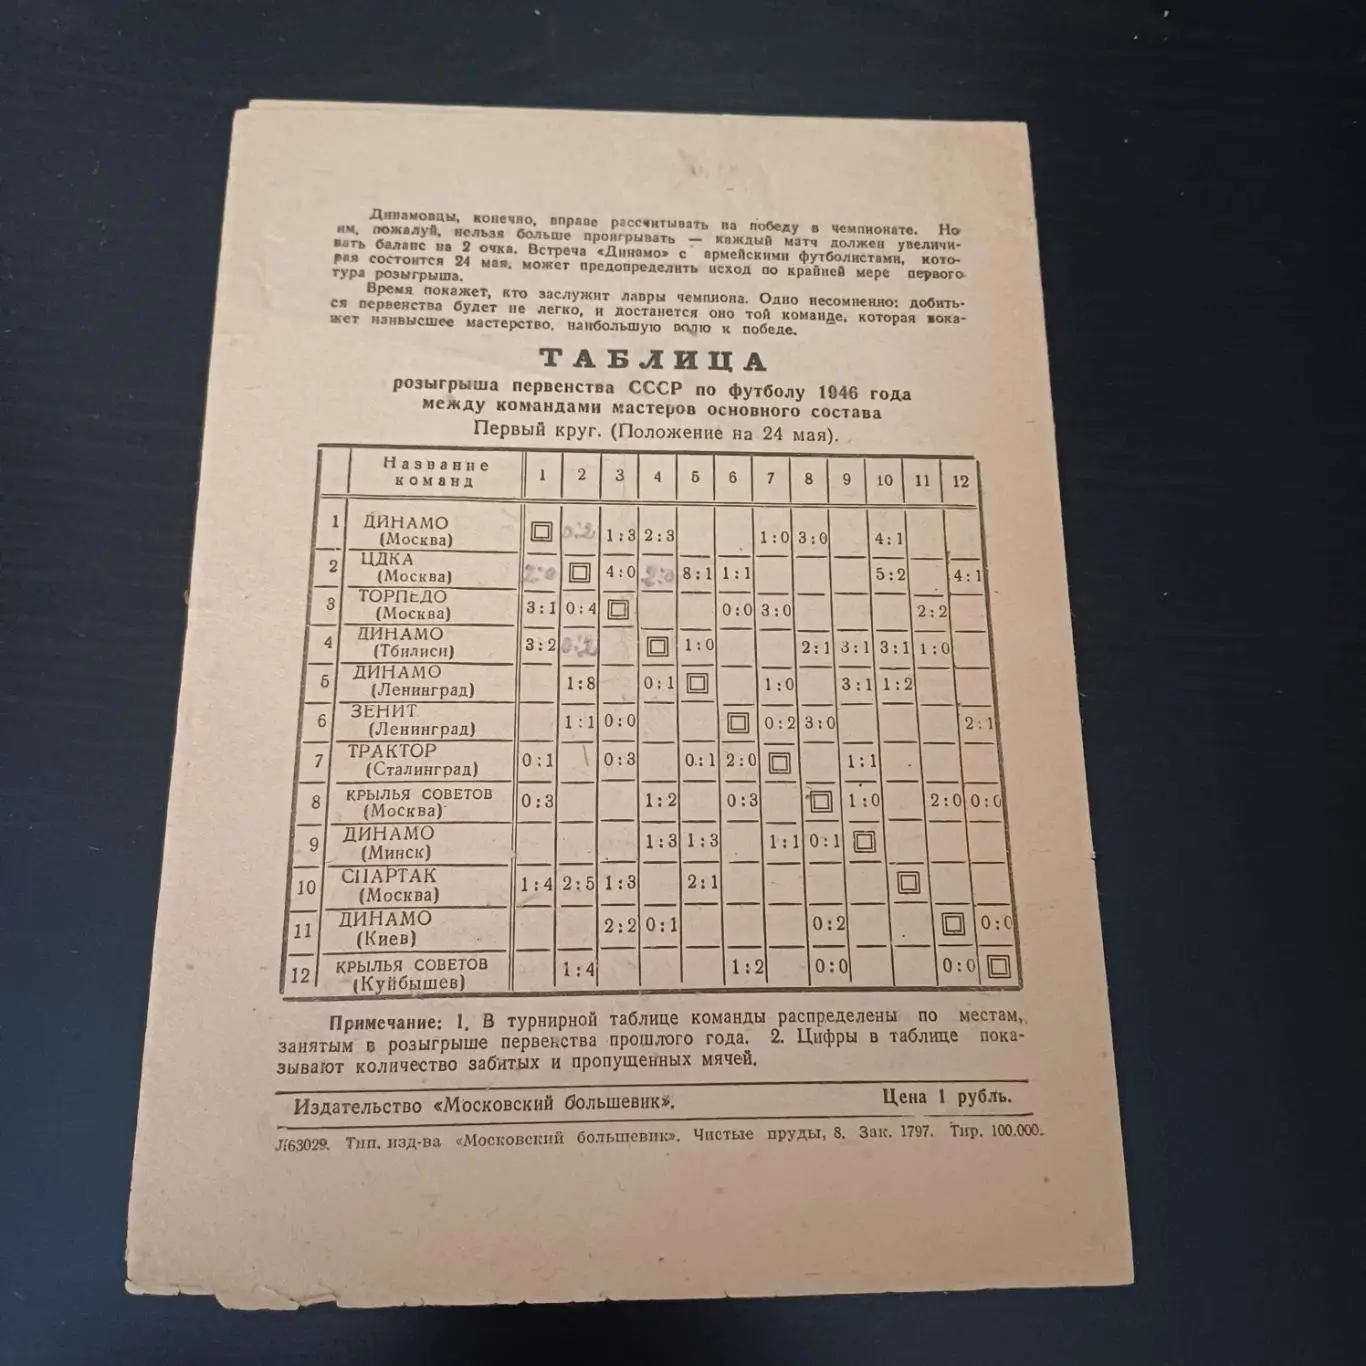 Динамовцы, конечно, вправе рассчитывать на победу в чемпионате. Но
им, пожалуй, нельзя больше проигрывать — каждый матч должен увеличи-
вать баланс на 2 очка. Встреча «Динамо» с армейскими футболистами, кото-
рая состоится 24 мая, может предопределить исход по крайней мере первого
тура розыгрыша.
Время покажет, кто заслужит лавры чемпиона. Одно несомненно: добить-
ся первенства будет не легко, и достанется оно той команде, которая пока-
жет наивысшее мастерство, наибольшую волю к победе.
ТАБЛИЦА
розыгрыша первенства СССР по футболу 1946 года
между командами мастеров основного состава
Первый круг. (Положение на 24 мая).
Название команд 1 2 3 4 5 6 7 8 9 10 11 12
1 ДИНАМО (Москва) 0:2 1:3 2:3 1:0 3:0 4:1
2 ЦДКА (Москва) 2:0 4:0 2:0 8:1 1:1 5:2 4:1
3 ТОРПЕДО (Москва) 3:1 0:4 0:0 3:0 2:2
4 ДИНАМО (Тбилиси) 3:2 0:2 1:0 2:1 3:1 3:1 1:0
5 ДИНАМО (Ленинград) 1:8 0:1 1:0 3:1 1:2
6 ЗЕНИТ (Ленинград) 1:1 0:0 0:2 3:0 2:1
7 ТРАКТОР (Сталинград) 0:1 0:3 0:1 2:0 1:1
8 КРЫЛЬЯ СОВЕТОВ (Москва) 0:3 1:2 0:3 1:0 2:0 0:0
9 ДИНАМО (Минск) 1:3 1:3 1:1 0:1
10 СПАРТАК (Москва) 1:4 2:5 1:3 2:1
11 ДИНАМО (Киев) 2:2 0:1 0:2 0:0
12 КРЫЛЬЯ СОВЕТОВ (Куйбышев) 1:4 1:2 0:0 0:0
Примечание: 1. В турнирной таблице команды распределены по местам,
занятым в розыгрыше первенства прошлого года. 2. Цифры в таблице пока-
зывают количество забитых и пропущенных мячей.
Издательство «Московский большевик». Цена 1 рубль.
Л63029. Тип. изд-ва «Московский большевик». Чистые пруды, 8. Зак. 1797. Тир. 100.000.